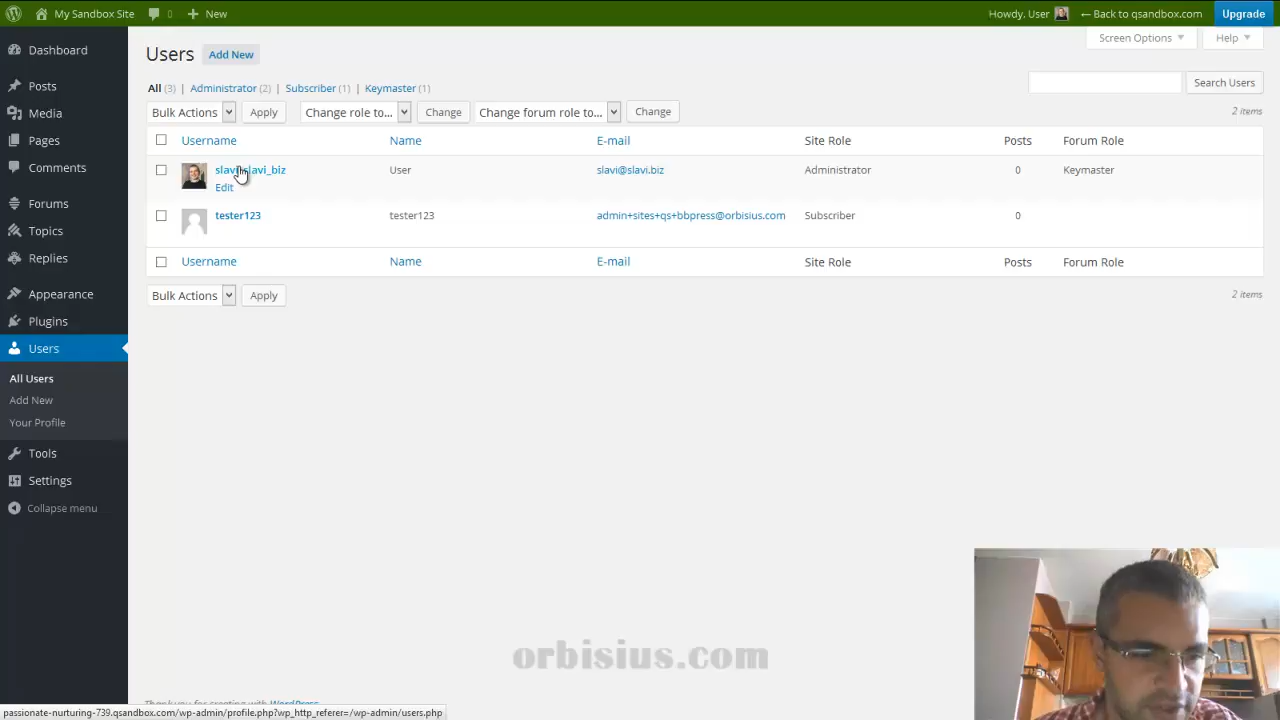 My Sandbox Site 0 New Howdy, User Back to qsandbox.com Upgrade
Dashboard
Posts
Media
Pages
Comments
Forums
Topics
Replies
Appearance
Plugins
Users
All Users
Add New
Your Profile
Tools
Settings
Collapse menu
Screen Options Help
Users Add New
All (3) | Administrator (2) | Subscriber (1) | Keymaster (1)
Search Users
Bulk Actions Apply Change role to... Change Change forum role to... Change 2 items
Username Name E-mail Site Role Posts Forum Role
slavi_slavi_biz User slavi@slavi.biz Administrator 0 Keymaster
Edit
tester123 tester123 admin+sites+qs+bbpress@orbisius.com Subscriber 0
Username Name E-mail Site Role Posts Forum Role
Bulk Actions Apply 2 items
orbisius.com
Thank you for creating with WordPress
passionate-nurturing-739.qsandbox.com/wp-admin/profile.php?wp_http_referer=/wp-admin/users.php